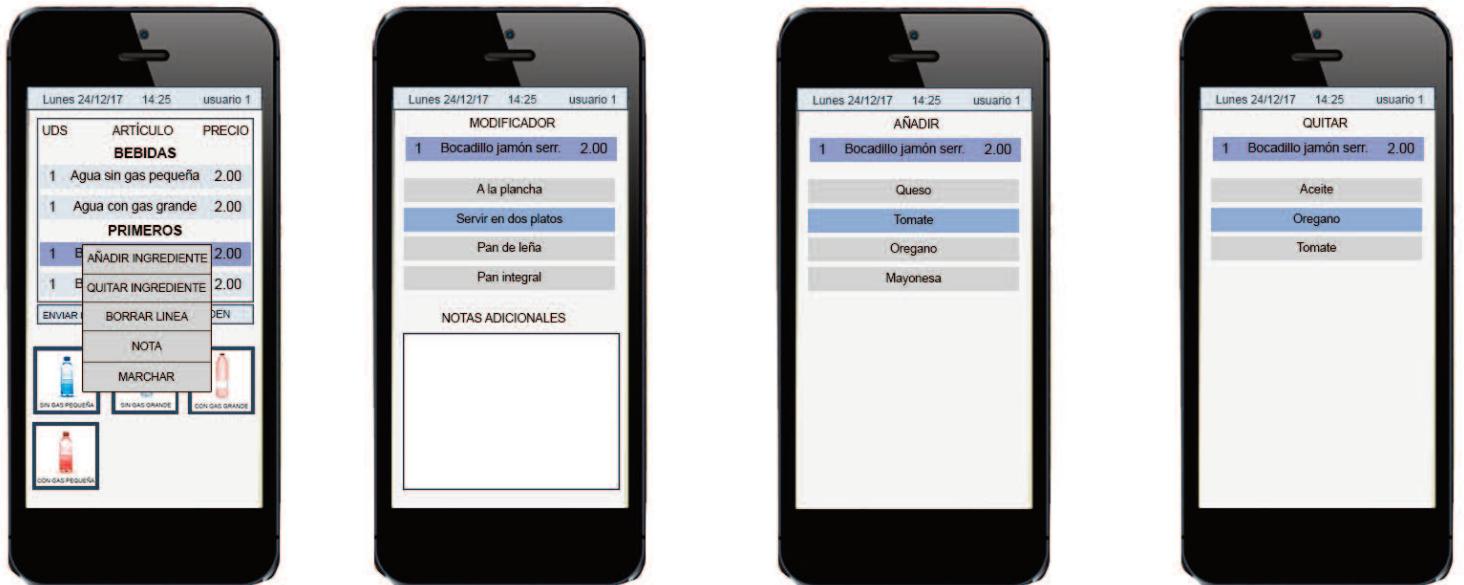 Lunes 24/12/17 14:25 usuario 1
UDS ARTÍCULO PRECIO
BEBIDAS
1 Agua sin gas pequeña 2.00
1 Agua con gas grande 2.00
PRIMEROS
1 B 2.00
1 B 2.00
AÑADIR INGREDIENTE
QUITAR INGREDIENTE
BORRAR LINEA
NOTA
MARCHAR
ENVIAR DEN
SIN GAS PEQUEÑA SIN GAS GRANDE CON GAS GRANDE
CON GAS PEQUEÑA
Lunes 24/12/17 14:25 usuario 1
MODIFICADOR
1 Bocadillo jamón serr. 2.00
A la plancha
Servir en dos platos
Pan de leña
Pan integral
NOTAS ADICIONALES
Lunes 24/12/17 14:25 usuario 1
AÑADIR
1 Bocadillo jamón serr. 2.00
Queso
Tomate
Oregano
Mayonesa
Lunes 24/12/17 14:25 usuario 1
QUITAR
1 Bocadillo jamón serr. 2.00
Aceite
Oregano
Tomate